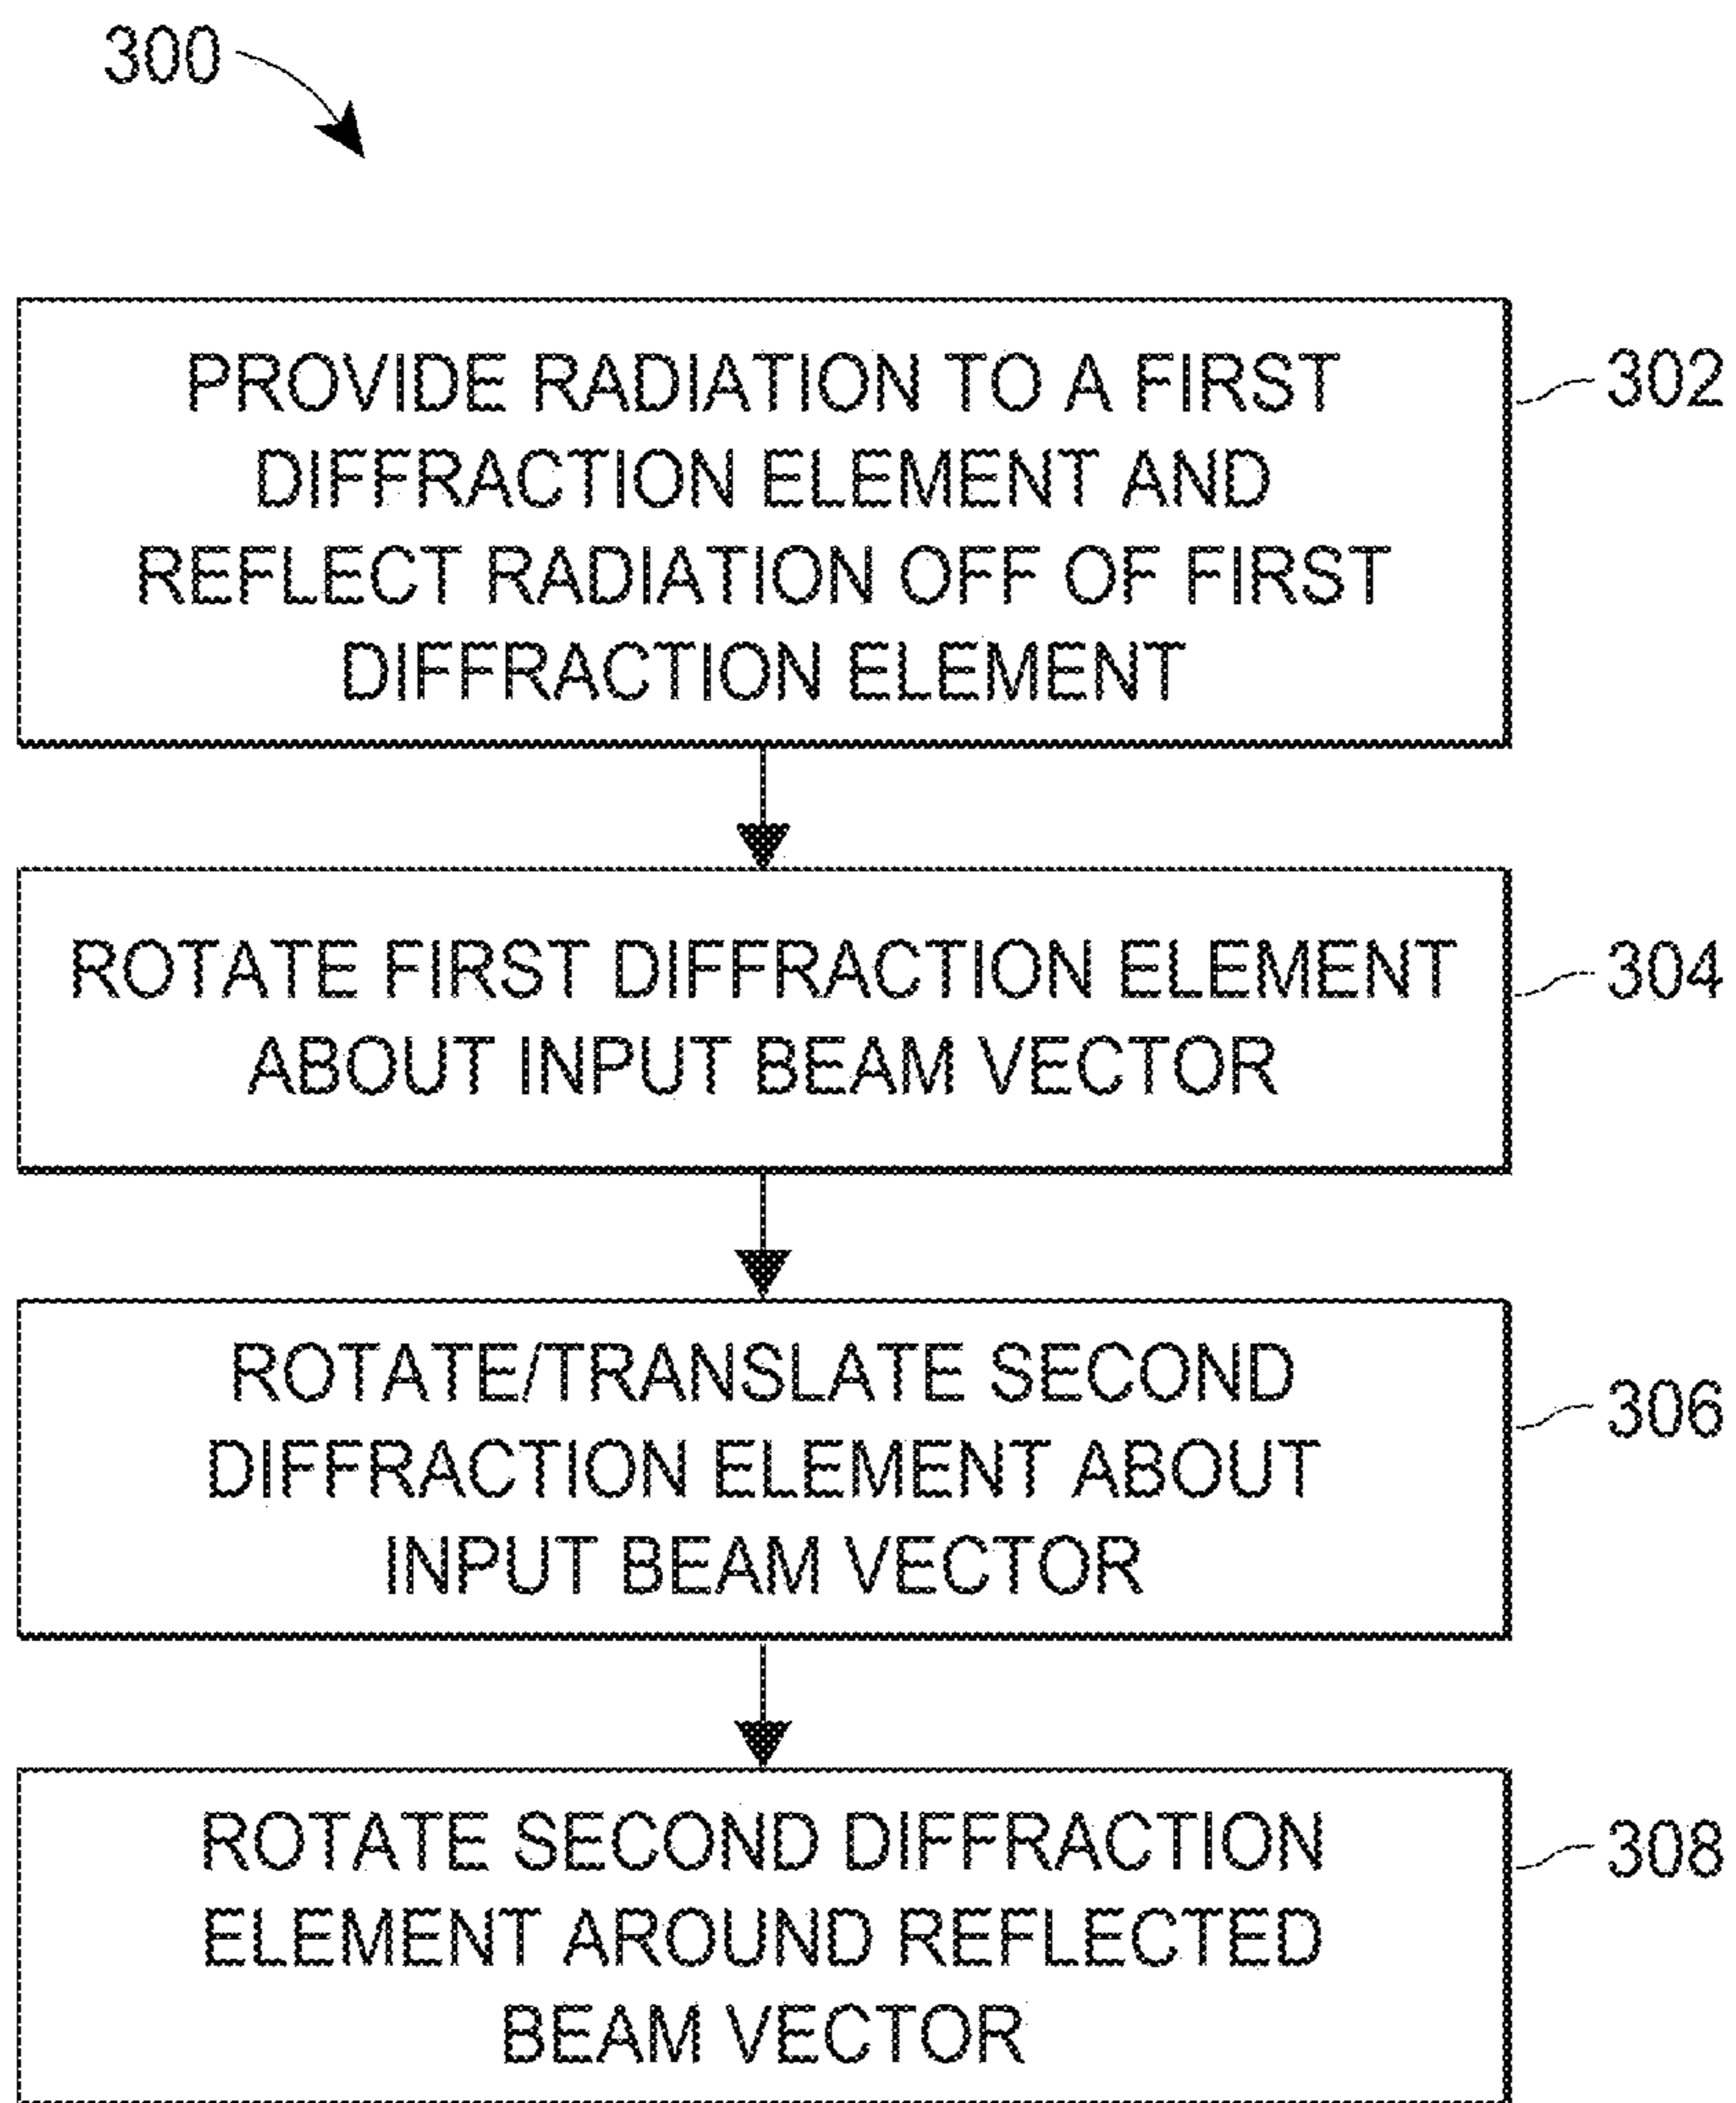 300
PROVIDE RADIATION TO A FIRST
DIFFRACTION ELEMENT AND
REFLECT RADIATION OFF OF FIRST
DIFFRACTION ELEMENT
302
ROTATE FIRST DIFFRACTION ELEMENT
ABOUT INPUT BEAM VECTOR
304
ROTATE/TRANSLATE SECOND
DIFFRACTION ELEMENT ABOUT
INPUT BEAM VECTOR
306
ROTATE SECOND DIFFRACTION
ELEMENT AROUND REFLECTED
BEAM VECTOR
308